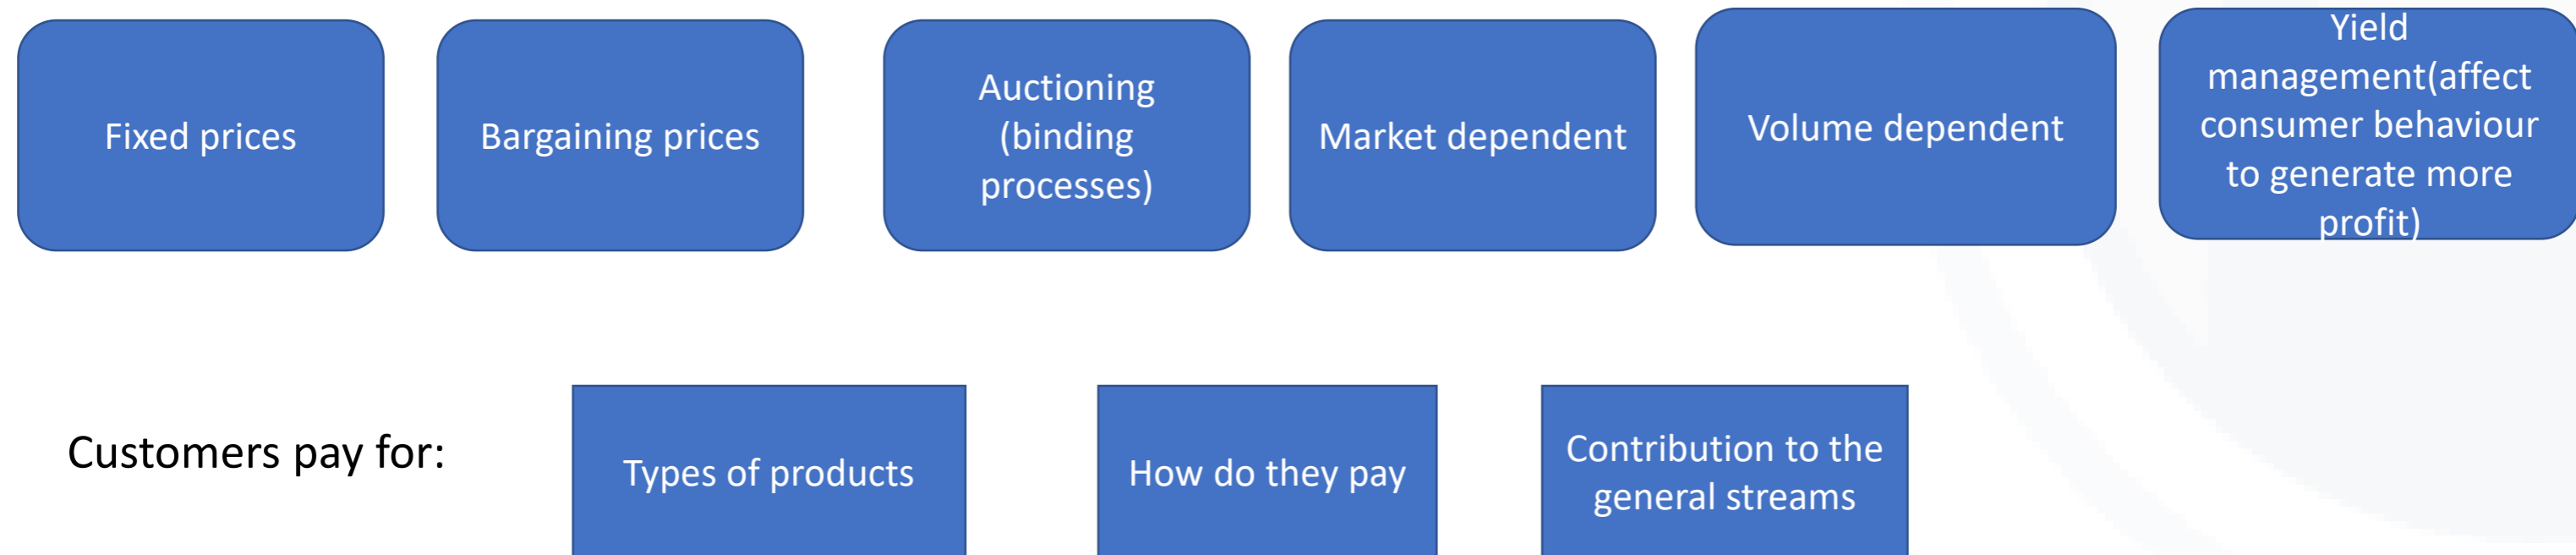 Fixed prices
Bargaining prices
Auctioning
(binding
processes)
Market dependent
Volume dependent
Yield
management(affect
consumer behaviour
to generate more
profit)
Customers pay for:
Types of products
How do they pay
Contribution to the
general streams